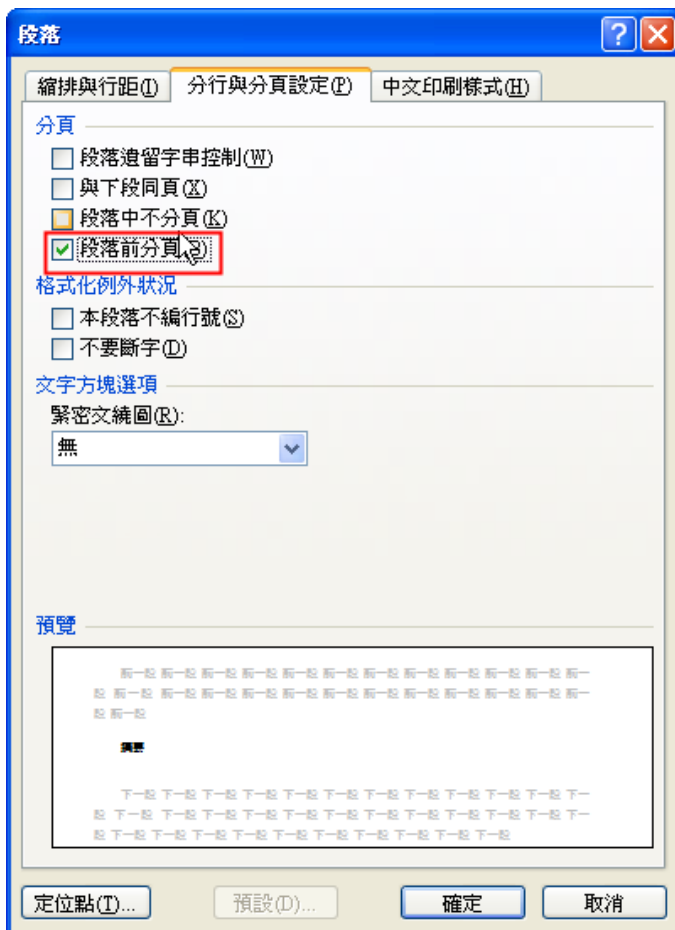 段落
縮排與行距(I) 分行與分頁設定(P) 中文印刷樣式(H)
分頁
段落遺留字串控制(W)
與下段同頁(X)
段落中不分頁(K)
段落前分頁
格式化例外狀況
本段落不編行號(S)
不要斷字(D)
文字方塊選項
緊密文繞圖(R):
無
預覽
前一段 前一段 前一段 前一段 前一段 前一段 前一段 前一段 前一段 前一段 前一段 前一
段 前一段 前一段 前一段 前一段 前一段 前一段 前一段 前一段 前一段 前一段 前一段 前一
段 前一段
摘要
下一段 下一段 下一段 下一段 下一段 下一段 下一段 下一段 下一段 下一段 下一段 下一
段 下一段 下一段 下一段 下一段 下一段 下一段 下一段 下一段 下一段 下一段 下一段 下一
段 下一段 下一段 下一段 下一段 下一段 下一段 下一段 下一段 下一段 下一段
定位點(T)... 預設(D)... 確定 取消